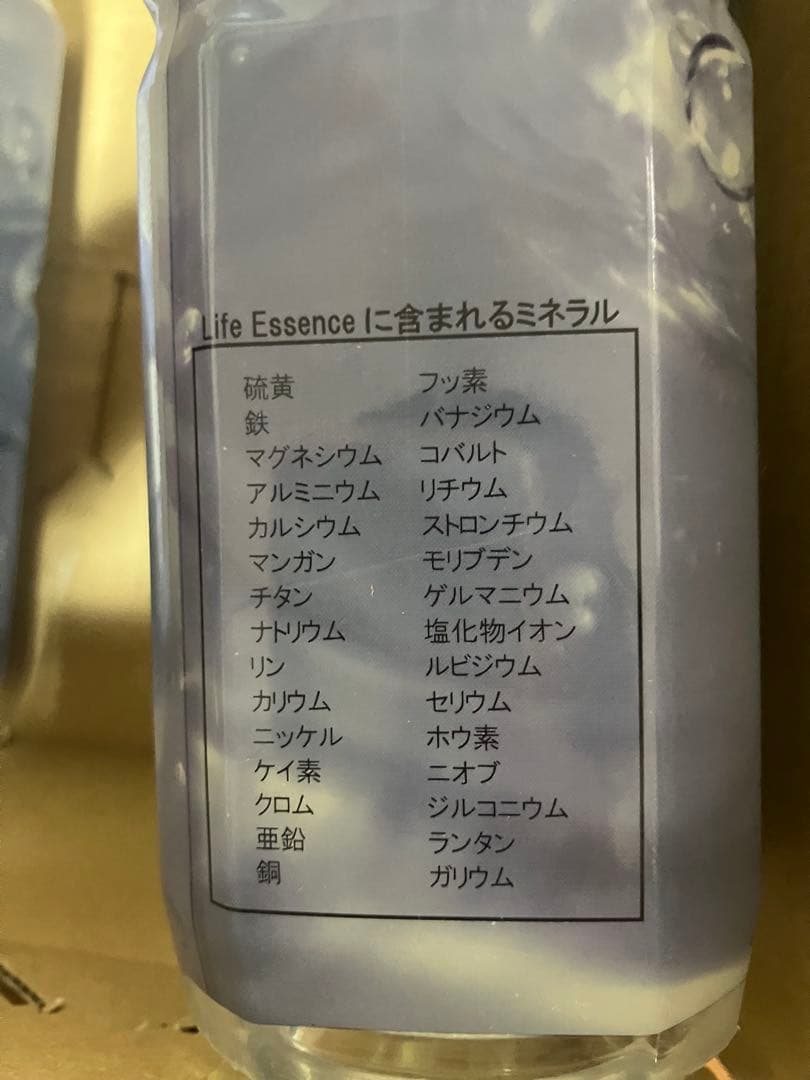 Life Essence に含まれるミネラル
硫黄
鉄
マグネシウム
アルミニウム
カルシウム
マンガン
チタン
ナトリウム
リン
カリウム
ニッケル
ケイ素
クロム
亜鉛
銅
フッ素
バナジウム
コバルト
リチウム
ストロンチウム
モリブデン
ゲルマニウム
塩化物イオン
ルビジウム
セリウム
ホウ素
ニオブ
ジルコニウム
ランタン
ガリウム